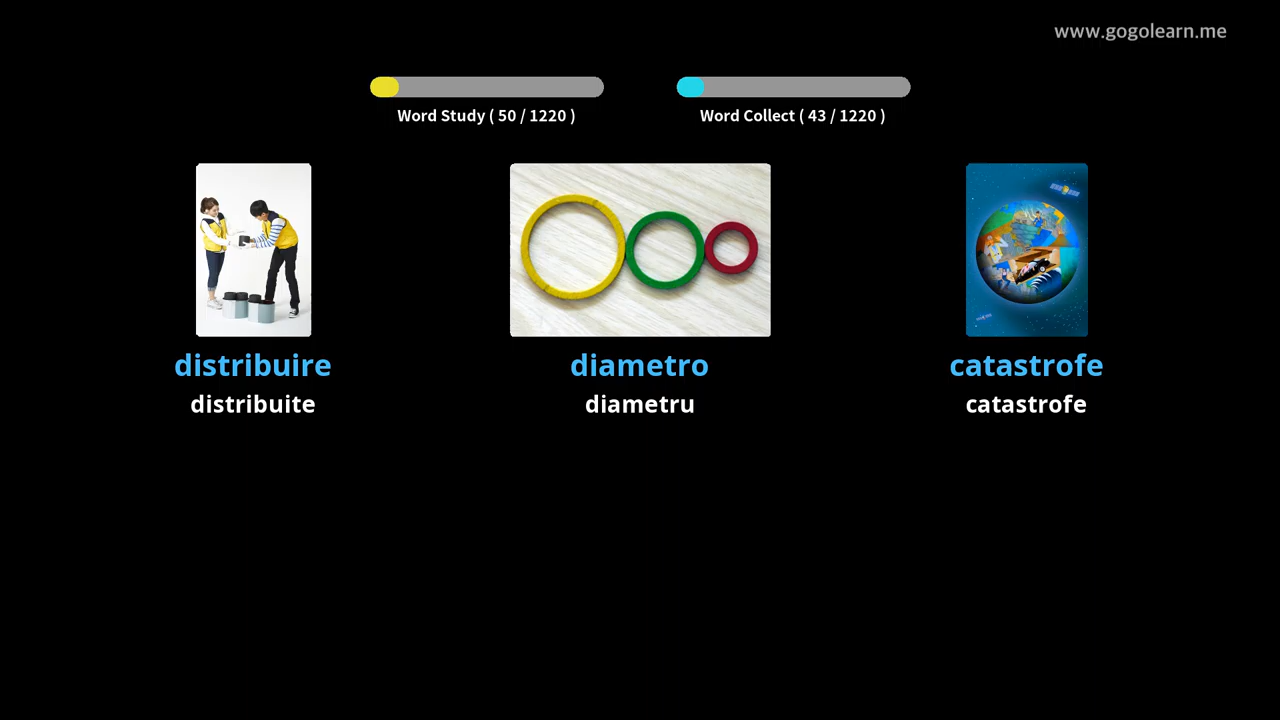 www.gogolearn.me
Word Study ( 50 / 1220 )
Word Collect ( 43 / 1220 )
distribuire
distribuite
diametro
diametru
catastrofe
catastrofe